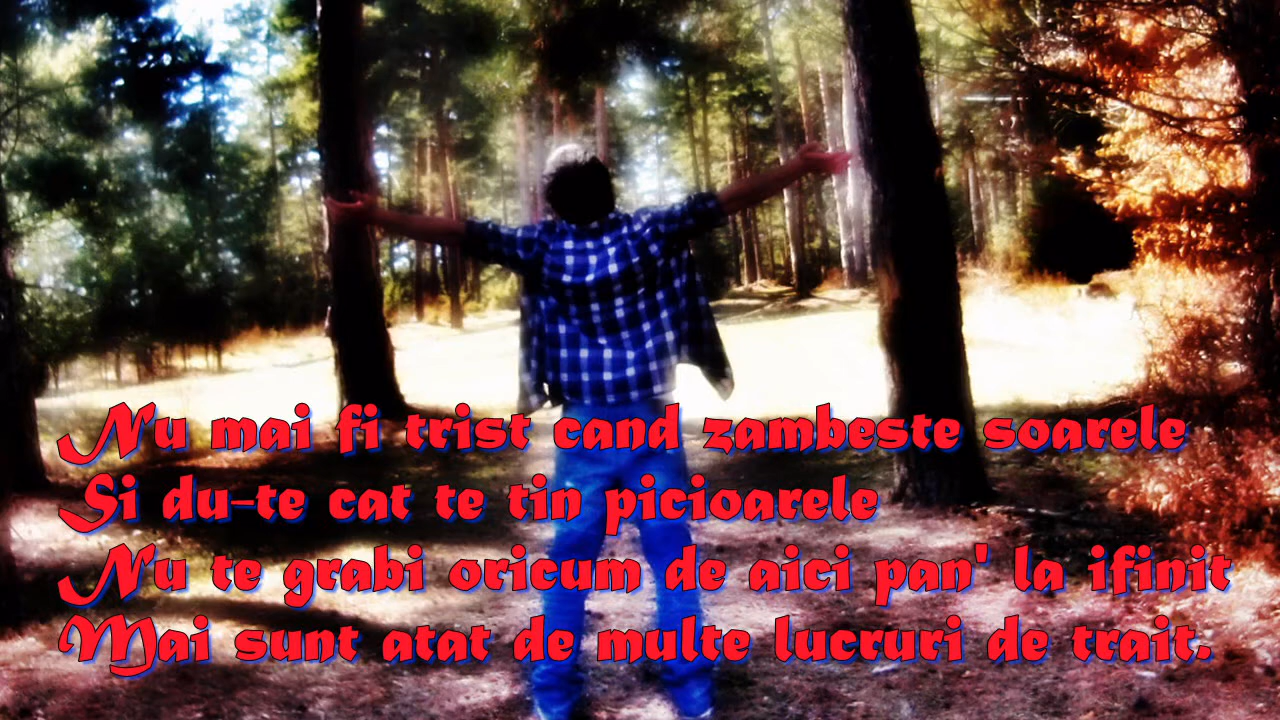 Nu mai fi trist cand zambeste soarele
Si du-te cat te tin picioarele
Nu te grabi oricum de aici pan' la ifinit
Mai sunt atat de multe lucruri de trait.